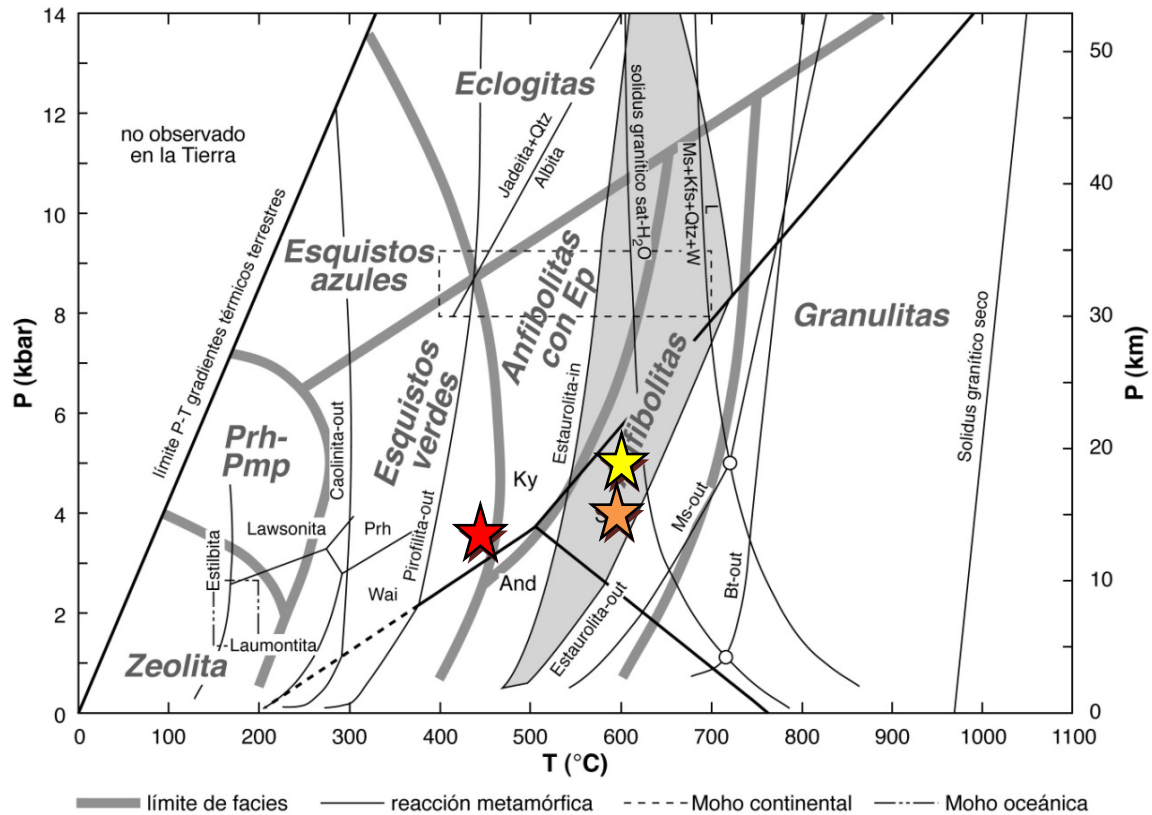 14
12
10
8
6
4
2
0
P (kbar)
50
40
30
20
10
0
P (km)
Eclogitas
no observado
en la Tierra
Jadeita+Qtz
Albita
solidus granítico sat-H2O
Ms+Kfs+Qtz+W
L
límite P-T gradientes térmicos terrestres
Esquistos
azules
Anfibolitas
con Ep
Granulitas
Esquistos
verdes
Estaurolita-in
Prh-
Pmp
Caolinita-out
Ky
Solidus granítico seco
Lawsonita
Prh
Pirofilita-out
Ms-out
Estilbita
Wai
And
Bt-out
Estaurolita-out
Laumontita
Zeolita
0 100 200 300 400 500 600 700 800 900 1000 1100
T (°C)
límite de facies
reacción metamórfica
Moho continental
Moho oceánica